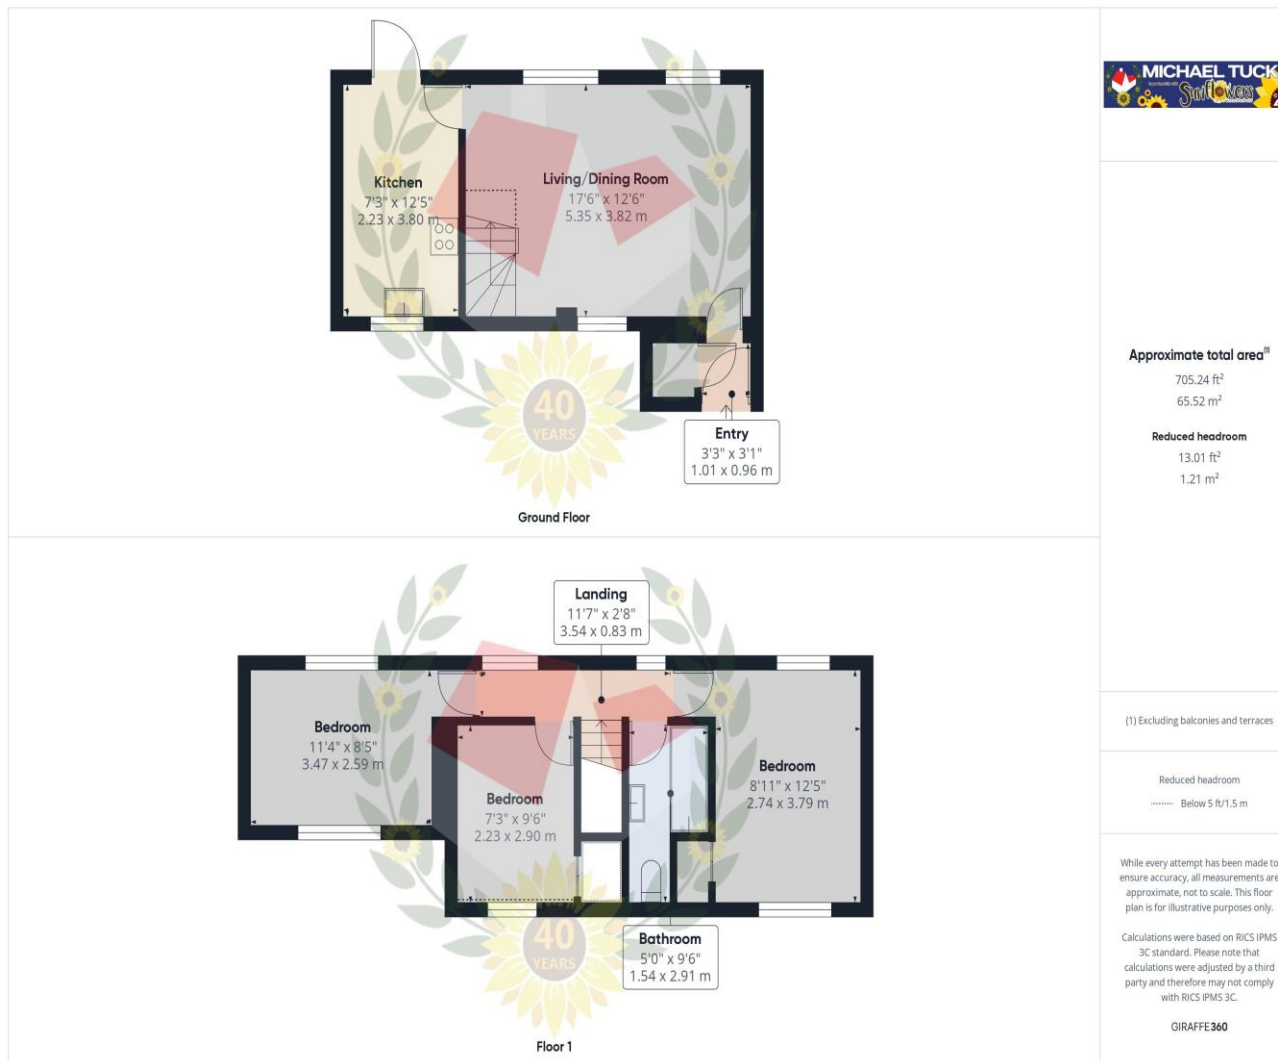 MICHAEL TUCK
Sunflowers
Kitchen
7'3" x 12'5"
2.23 x 3.80 m
Living/Dining Room
17'6" x 12'6"
5.35 x 3.82 m
40
YEARS
Entry
3'3" x 3'1"
1.01 x 0.96 m
Ground Floor
Approximate total area(1)
705.24 ft²
65.52 m²
Reduced headroom
13.01 ft²
1.21 m²
Landing
11'7" x 2'8"
3.54 x 0.83 m
Bedroom
11'4" x 8'5"
3.47 x 2.59 m
Bedroom
7'3" x 9'6"
2.23 x 2.90 m
Bedroom
8'11" x 12'5"
2.74 x 3.79 m
40
YEARS
Bathroom
5'0" x 9'6"
1.54 x 2.91 m
Floor 1
(1) Excluding balconies and terraces
Reduced headroom
Below 5 ft/1.5 m
While every attempt has been made to
ensure accuracy, all measurements are
approximate, not to scale. This floor
plan is for illustrative purposes only.
Calculations were based on RICS IPMS
3C standard. Please note that
calculations were adjusted by a third
party and therefore may not comply
with RICS IPMS 3C.
GIRAFFE360